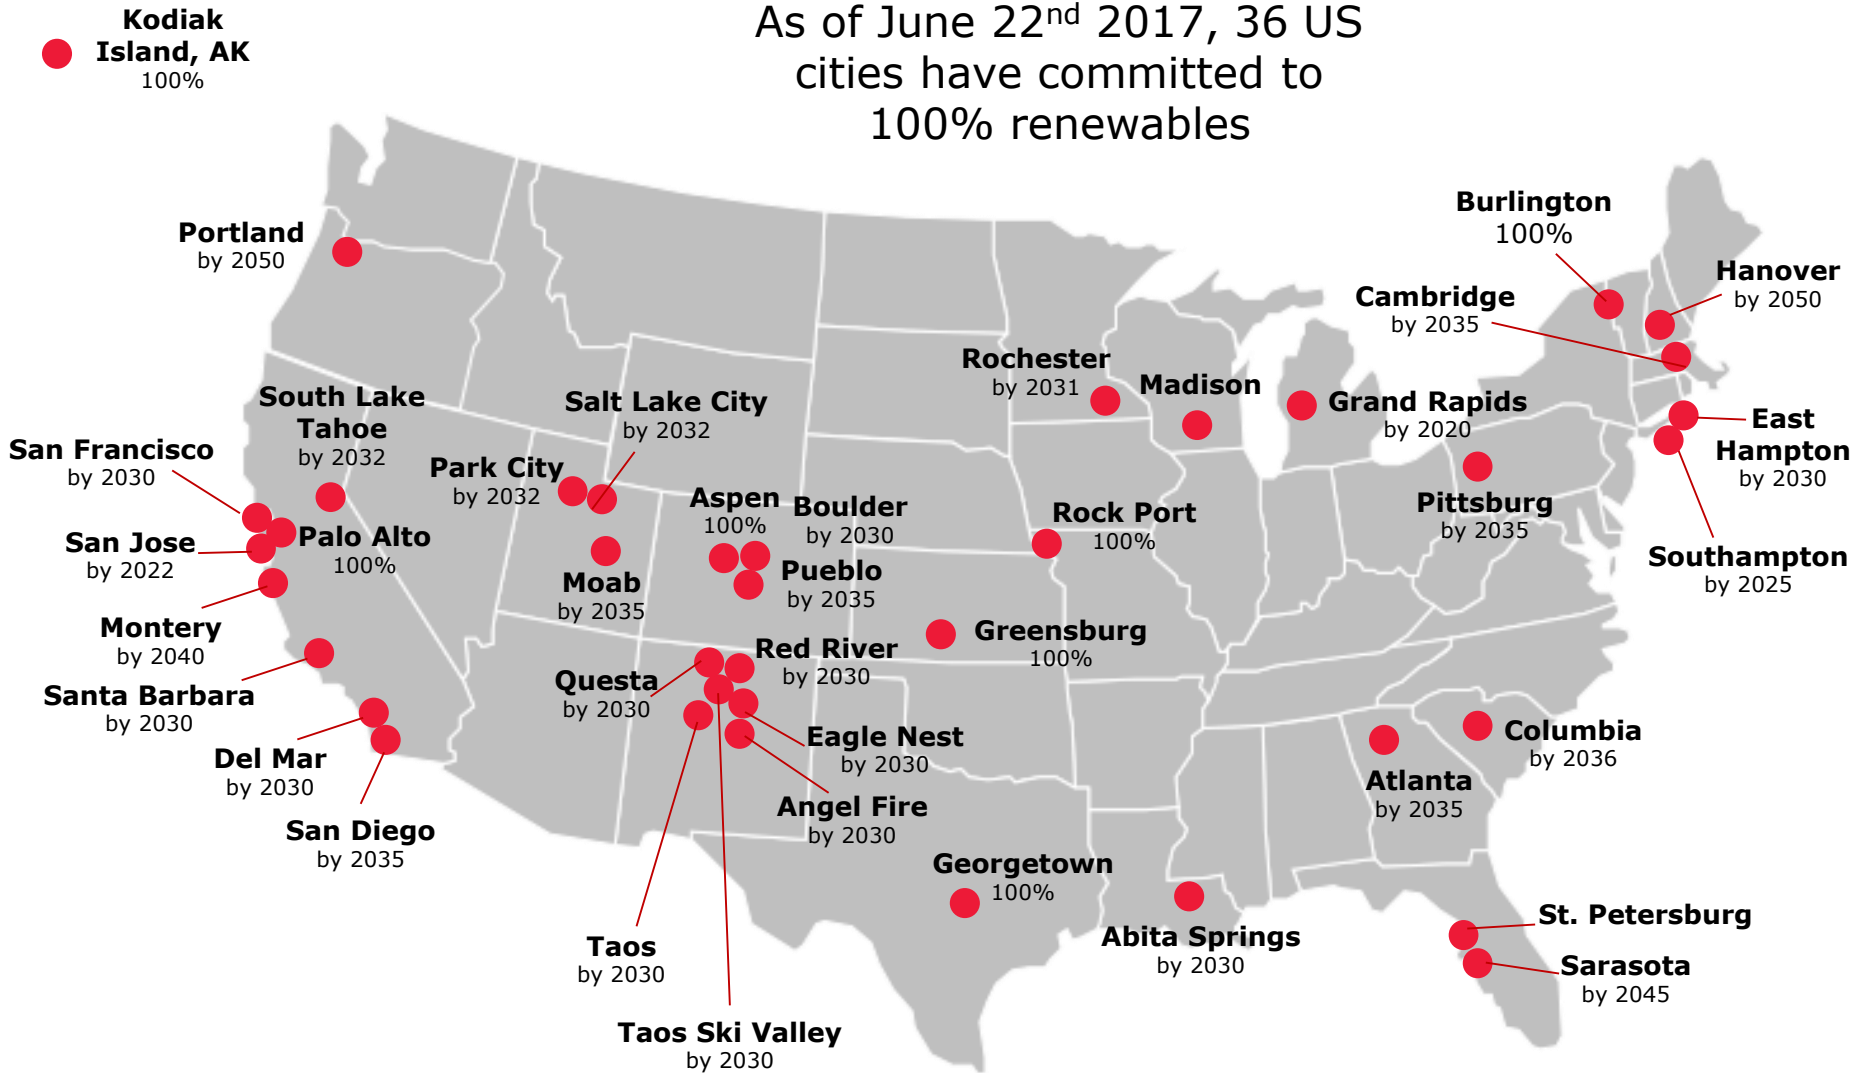 Kodiak
Island, AK
100%
As of June 22nd 2017, 36 US
cities have committed to
100% renewables
Portland
by 2050
Burlington
100%
Hanover
by 2050
Cambridge
by 2035
Rochester
by 2031
Madison
Grand Rapids
by 2020
East
Hampton
by 2030
South Lake
Tahoe
by 2032
Salt Lake City
by 2032
San Francisco
by 2030
Park City
by 2032
Aspen
100%
Boulder
by 2030
Rock Port
100%
Pittsburg
by 2035
San Jose
by 2022
Palo Alto
100%
Moab
by 2035
Pueblo
by 2035
Southampton
by 2025
Montery
by 2040
Greensburg
100%
Santa Barbara
by 2030
Questa
by 2030
Red River
by 2030
Del Mar
by 2030
Eagle Nest
by 2030
Columbia
by 2036
Angel Fire
by 2030
Atlanta
by 2035
San Diego
by 2035
Georgetown
100%
Taos
by 2030
Abita Springs
by 2030
St. Petersburg
Sarasota
by 2045
Taos Ski Valley
by 2030